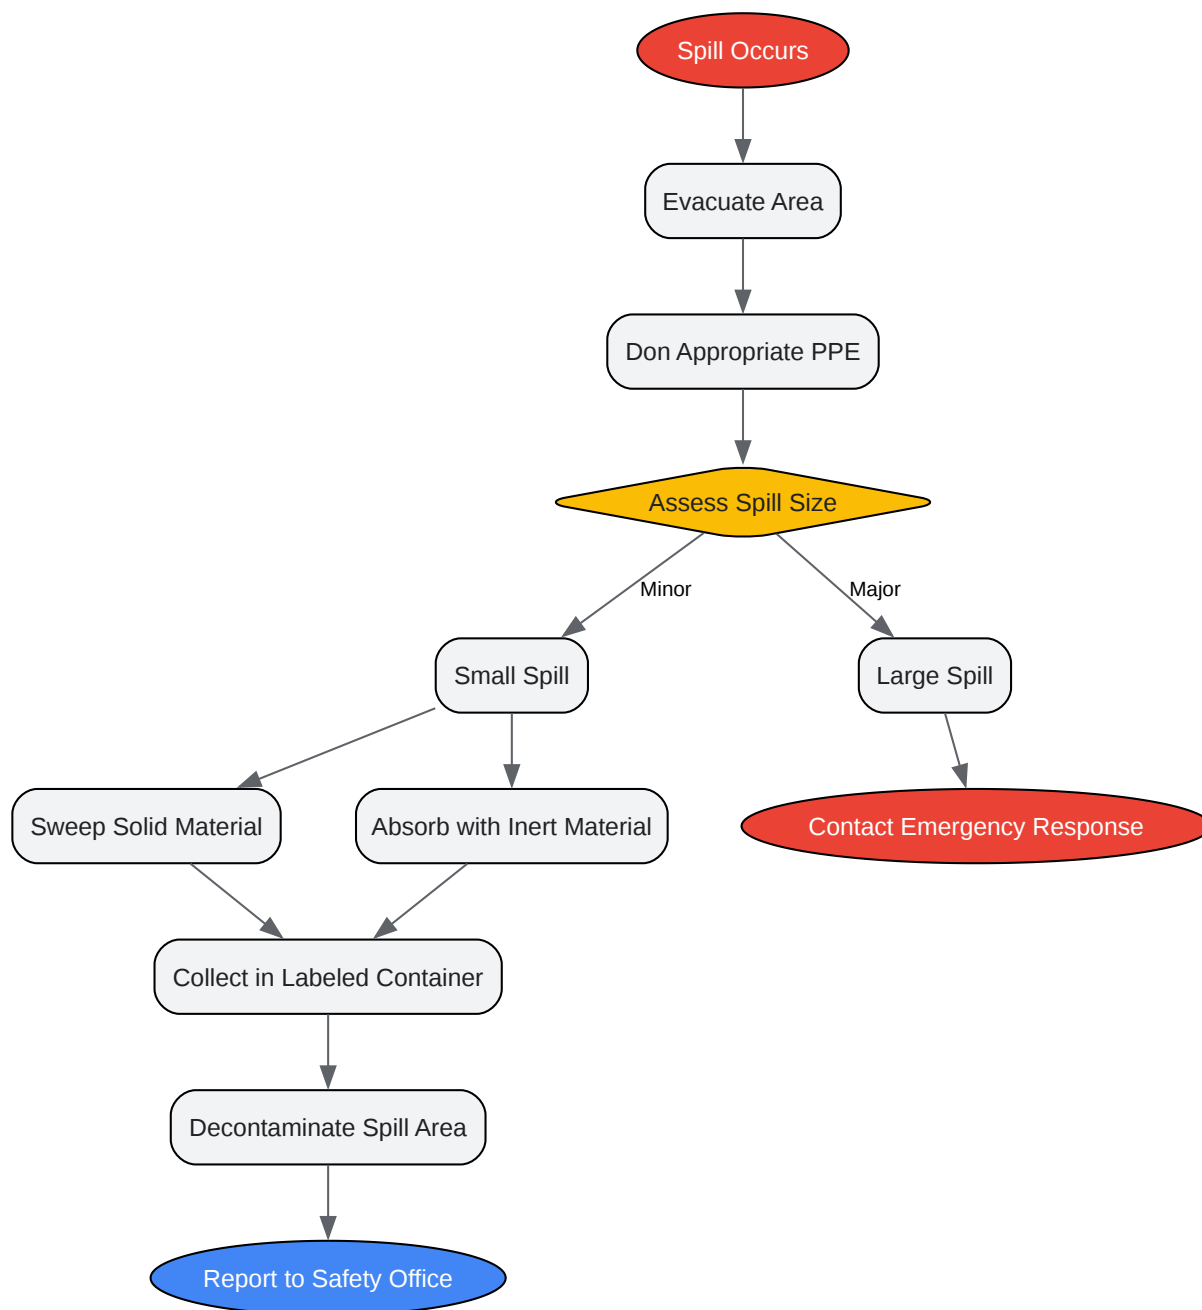 Spill Occurs
Evacuate Area
Don Appropriate PPE
Assess Spill Size
Minor
Major
Small Spill
Large Spill
Sweep Solid Material
Absorb with Inert Material
Contact Emergency Response
Collect in Labeled Container
Decontaminate Spill Area
Report to Safety Office